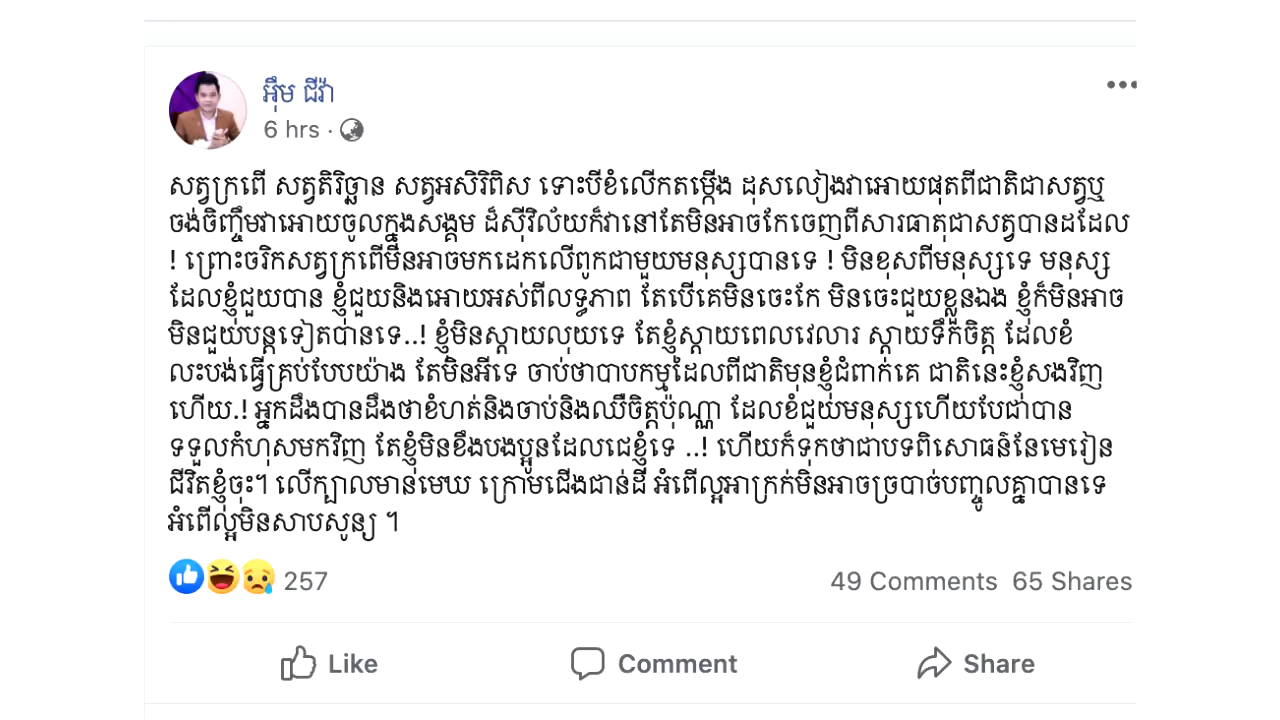 អ៊ឹម ជីវ៉ា
6 hrs ·
សត្វក្រពើ សត្វតិរិច្ឆាន សត្វអសិរិពិស ទោះបីខំលើកតម្កើង ដុសលៀងវាអោយផុតពីជាតិជាសត្វឬ
ចង់ចិញ្ចឹមវាអោយចូលក្នុងសង្គម ដ៏ស៊ីវិល័យក៏វានៅតែមិនអាចកែចេញពីសារធាតុជាសត្វបានដដែល
! ព្រោះចរិកសត្វក្រពើមិនអាចមកដេកលើពូកជាមួយមនុស្សបានទេ ! មិនខុសពីមនុស្សទេ មនុស្ស
ដែលខ្ញុំជួយបាន ខ្ញុំជួយនិងអោយអស់ពីលទ្ធភាព តែបើគេមិនចេះកែ មិនចេះជួយខ្លួនឯង ខ្ញុំក៏មិនអាច
មិនជួយបន្តទៀតបានទេ..! ខ្ញុំមិនស្តាយលុយទេ តែខ្ញុំស្តាយពេលវេលារ ស្តាយទឹកចិត្ត ដែលខំ
លះបង់ធ្វើគ្រប់បែបយ៉ាង តែមិនអីទេ ចាប់ថាបាបកម្មដែលពីជាតិមុនខ្ញុំជំពាក់គេ ជាតិនេះខ្ញុំសងវិញ
ហើយ.! អ្នកដឹងបានដឹងថាខំហត់និងចាប់និងឈឺចិត្តប៉ុណ្ណា ដែលខំជួយមនុស្សហើយបែជាបាន
ទទួលកំហុសមកវិញ តែខ្ញុំមិនខឹងបងប្អូនដែលជេខ្ញុំទេ ..! ហើយក៏ទុកថាជាបទពិសោធន៌នែមេរៀន
ជីវិតខ្ញុំចុះ។ លើក្បាលមានមេឃ ក្រោមជើងជាន់ដី អំពើល្អអាក្រក់មិនអាចច្របាច់បញ្ចូលគ្នាបានទេ
អំពើល្អមិនសាបសូន្យ ។
257
49 Comments 65 Shares
Like Comment Share